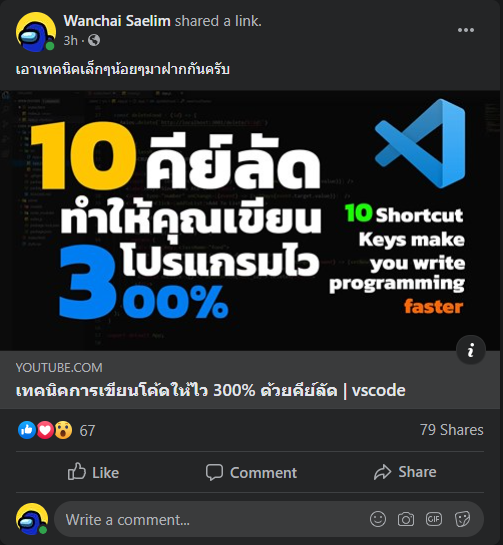 Wanchai Saelim shared a link.
3h ·
เอาเทคนิคเล็กๆน้อยๆมาฝากกันครับ
10 คีย์ลัด
ทำให้คุณเขียน
โปรแกรมไว
300%
10 Shortcut
Keys make
you write
programming
faster
YOUTUBE.COM
เทคนิคการเขียนโค้ดให้ไว 300% ด้วยคีย์ลัด | vscode
67
79 Shares
Like
Comment
Share
Write a comment...
GIF